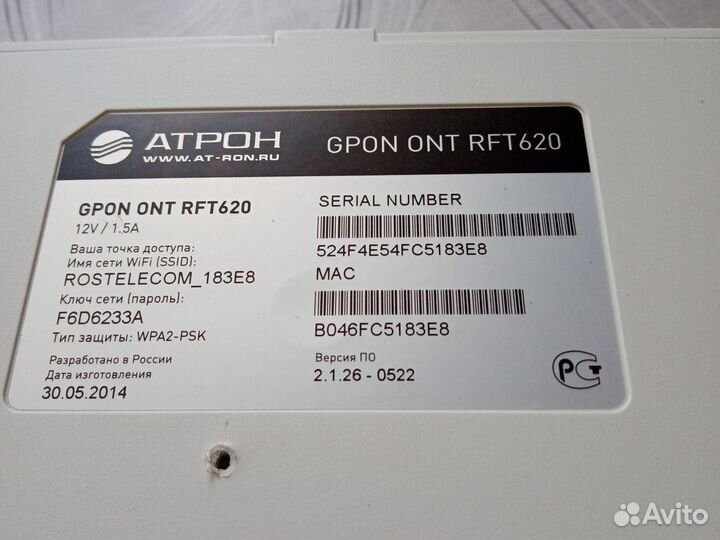 АТРОН
WWW.AT-RON.RU
GPON ONT RFT620
GPON ONT RFT620
12V / 1.5A
Ваша точка доступа:
Имя сети WiFi (SSID):
ROSTELECOM_183E8
Ключ сети (пароль):
F6D6233A
Тип защиты: WPA2-PSK
Разработано в России
Дата изготовления
30.05.2014
SERIAL NUMBER
524F4E54FC5183E8
MAC
B046FC5183E8
Версия ПО
2.1.26 - 0522
РСТ
Avito